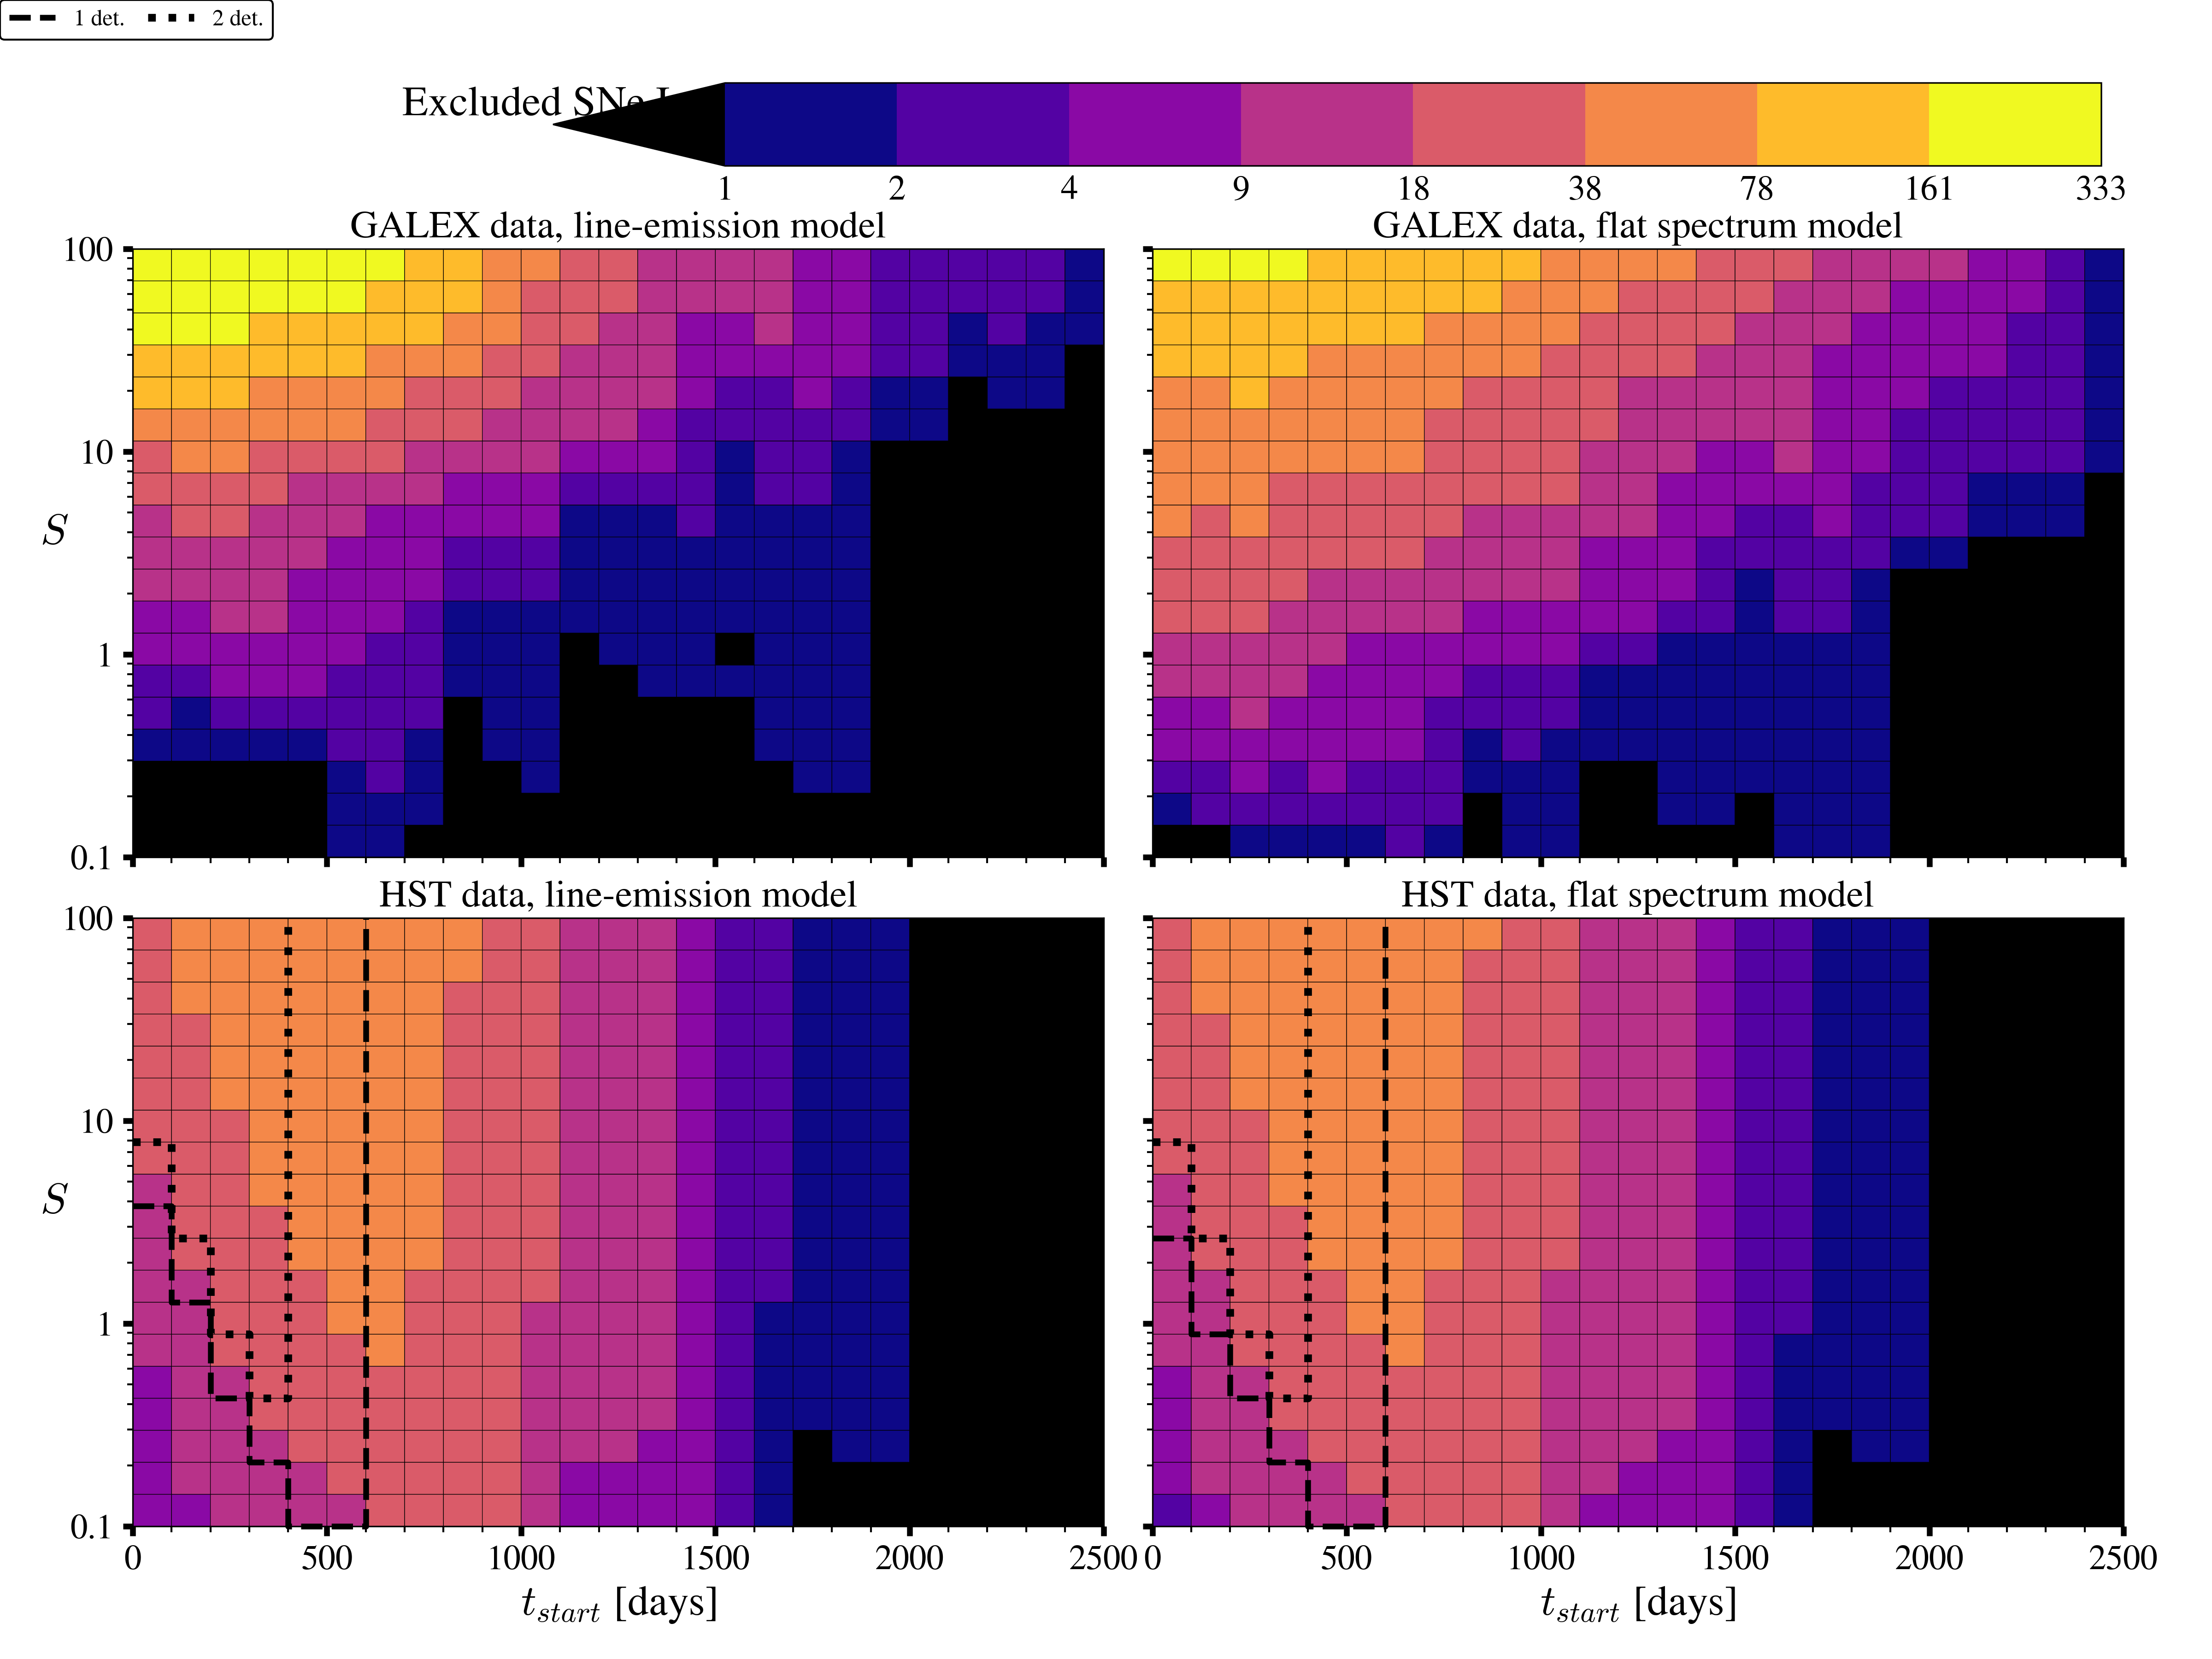 1 det. 2 det.
Excluded SNe I
1 2 4 9 18 38 78 161 333
GALEX data, line-emission model
GALEX data, flat spectrum model
100
10
S
1
0.1
HST data, line-emission model
HST data, flat spectrum model
100
10
S
1
0.1
0 500 1000 1500 2000 2500
0 500 1000 1500 2000 2500
t_start [days]
t_start [days]